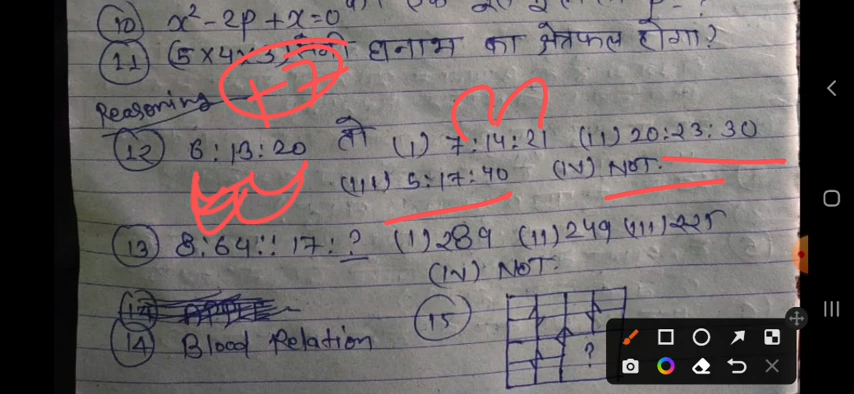 (10) x² - 2p + x = 0
(11) (5×4×3) सेमी घनाभ का क्षेत्रफल होगा?
Reasoning
+7
(12) 6:13:20 तो (i) 7:14:21 (ii) 20:23:30
(iii) 5:17:40 (iv) NOT.
(13) 8:64:: 17:? (i) 289 (ii) 249 (iii) 225
(iv) NOT.
(14) Blood Relation (15)
?